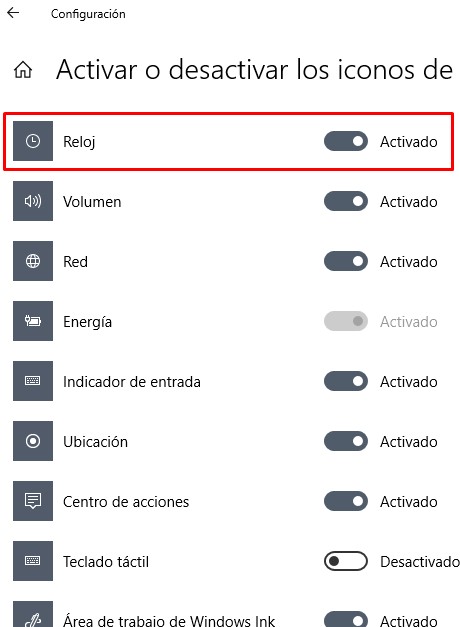 Configuración
Activar o desactivar los iconos de
Reloj Activado
Volumen Activado
Red Activado
Energía Activado
Indicador de entrada Activado
Ubicación Activado
Centro de acciones Activado
Teclado táctil Desactivado
Área de trabajo de Windows Ink Activado